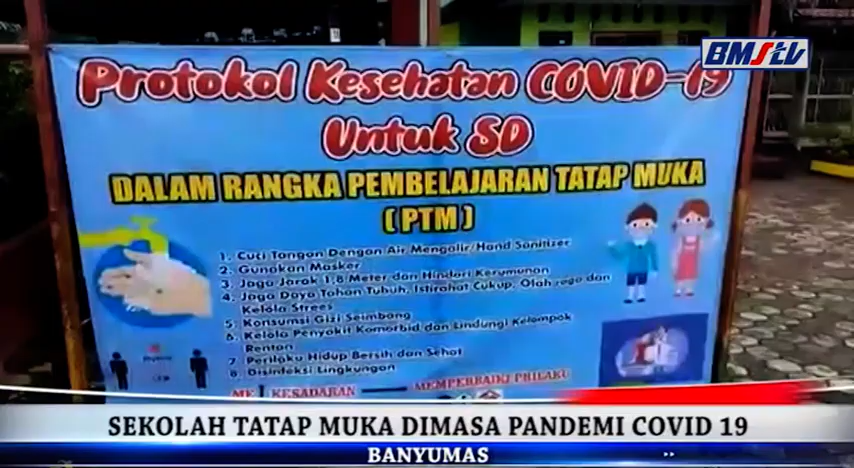 BMStv
Protokol Kesehatan COVID-19
Untuk SD
DALAM RANGKA PEMBELAJARAN TATAP MUKA
(PTM)
1. Cuci Tangan Dengan Air Mengalir/Hand Sanitizer
2. Gunakan Masker
3. Jaga Jarak 1,8 Meter dan Hindari Kerumunan
4. Jaga Daya Tahan Tubuh, Istirahat Cukup, Olah raga dan
Kelola Strees
5. Konsumsi Gizi Seimbang
6. Kelola Penyakit Komorbid dan Lindungi Kelompok
Rentan
7. Perilaku Hidup Bersih dan Sehat
8. Disinfeksi Lingkungan
KESADARAN MEMPERBAIKI PRILAKU
SEKOLAH TATAP MUKA DIMASA PANDEMI COVID 19
BANYUMAS